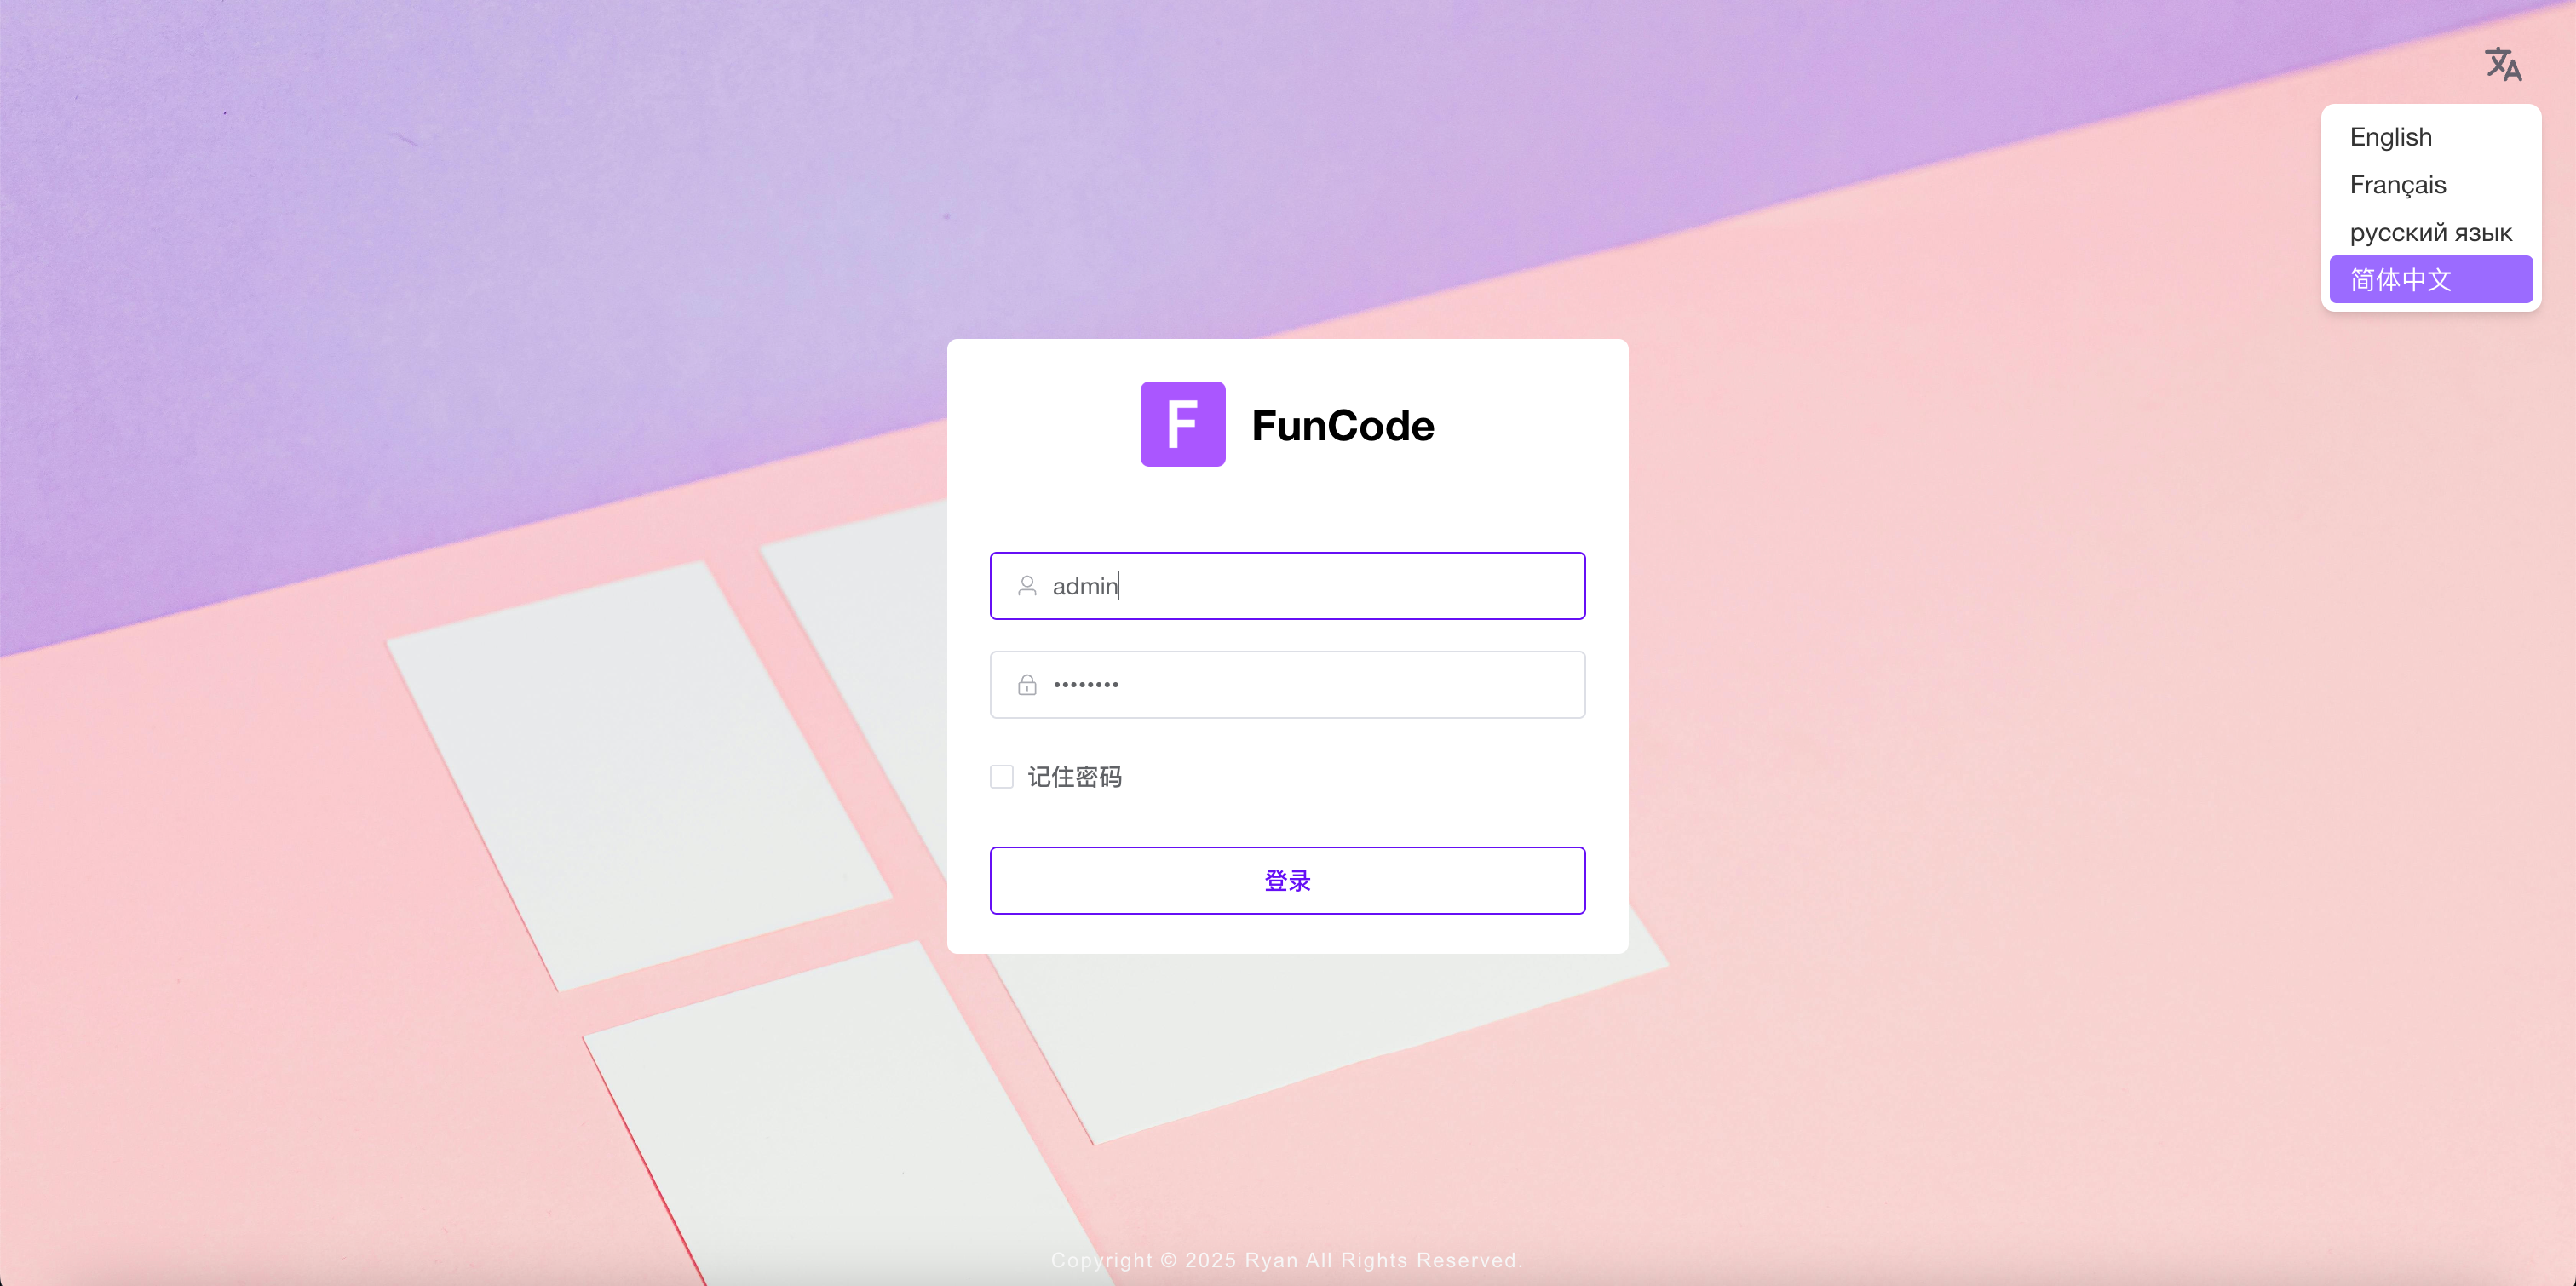 English
Français
русский язык
简体中文
F FunCode
admin
••••••••
记住密码
登录
Copyright © 2025 Ryan All Rights Reserved.